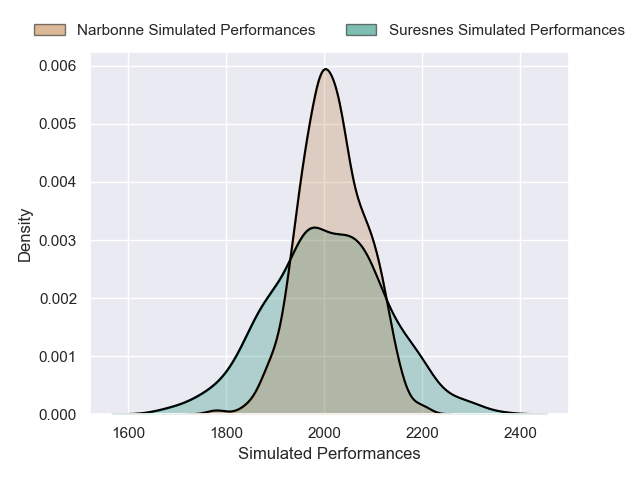 Narbonne Simulated Performances Suresnes Simulated Performances
0.006
0.005
0.004
0.003
0.002
0.001
0.000
Density
1600 1800 2000 2200 2400
Simulated Performances